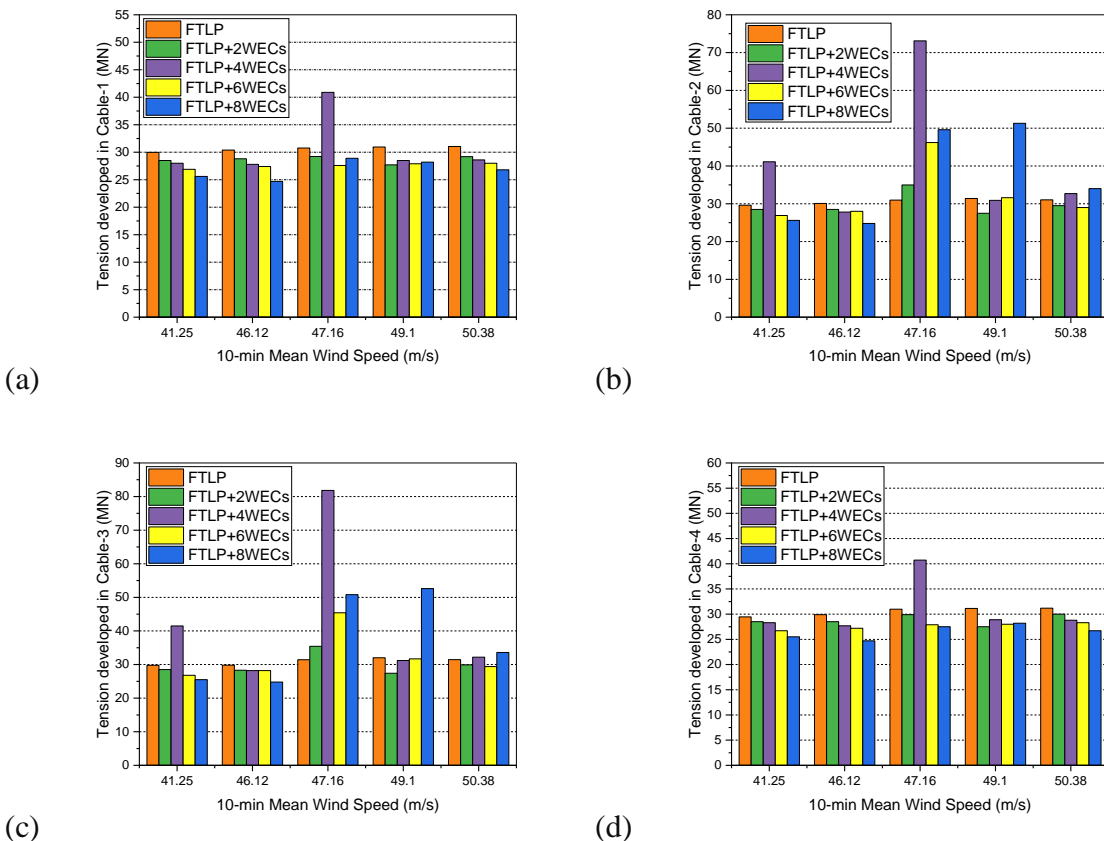 55
50
45
40
35
30
25
20
15
10
5
0
Tension developed in Cable-1 (MN)
FTLP
FTLP+2WECs
FTLP+4WECs
FTLP+6WECs
FTLP+8WECs
41.25 46.12 47.16 49.1 50.38
10-min Mean Wind Speed (m/s)
(a)
80
70
60
50
40
30
20
10
0
Tension developed in Cable-2 (MN)
FTLP
FTLP+2WECs
FTLP+4WECs
FTLP+6WECs
FTLP+8WECs
41.25 46.12 47.16 49.1 50.38
10-min Mean Wind Speed (m/s)
(b)
90
80
70
60
50
40
30
20
10
0
Tension developed in Cable-3 (MN)
FTLP
FTLP+2WECs
FTLP+4WECs
FTLP+6WECs
FTLP+8WECs
41.25 46.12 47.16 49.1 50.38
10-min Mean Wind Speed (m/s)
(c)
60
55
50
45
40
35
30
25
20
15
10
5
0
Tension developed in Cable-4 (MN)
FTLP
FTLP+2WECs
FTLP+4WECs
FTLP+6WECs
FTLP+8WECs
41.25 46.12 47.16 49.1 50.38
10-min Mean Wind Speed (m/s)
(d)